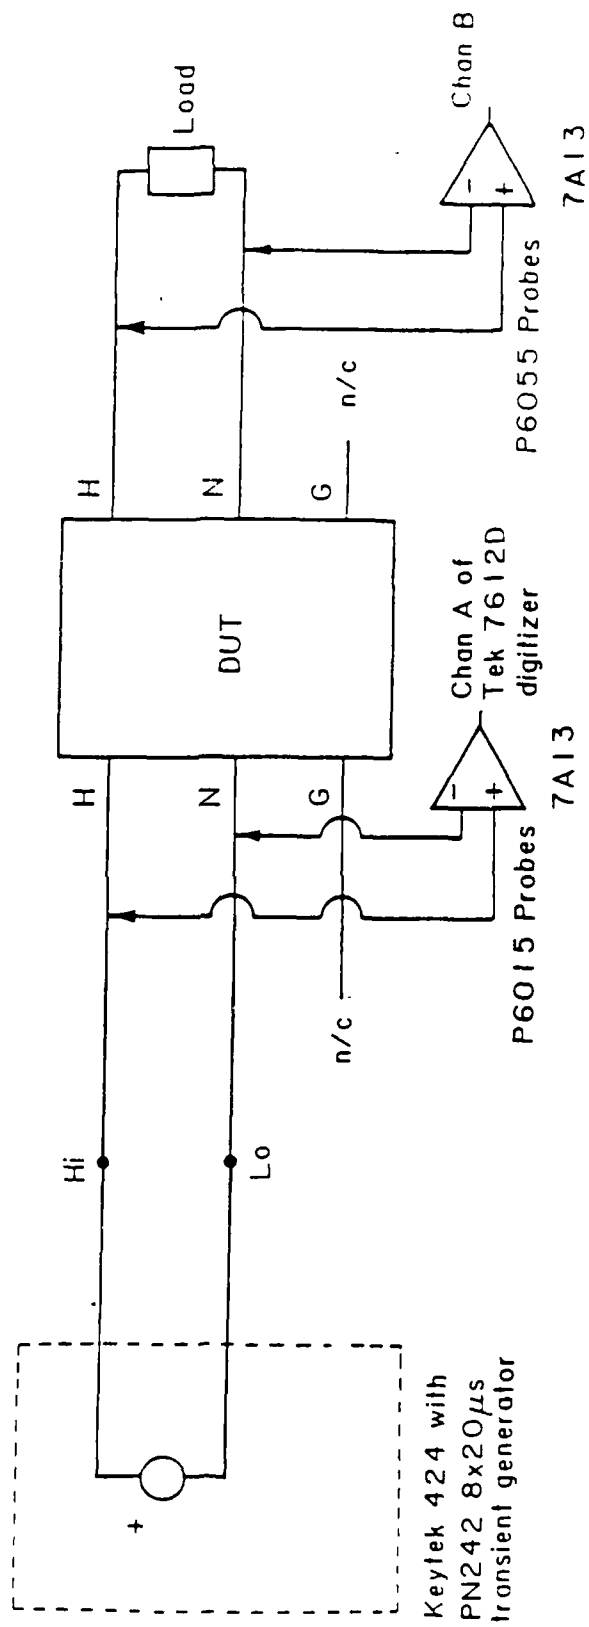 +
Keytek 424 with
PN242 8x20µs
transient generator
Hi
Lo
n/c
H
N
G
P6015 Probes
-
+
7A13
Chan A of
Tek 7612D
digitizer
DUT
H
N
G
n/c
P6055 Probes
-
+
7A13
Chan B
Load